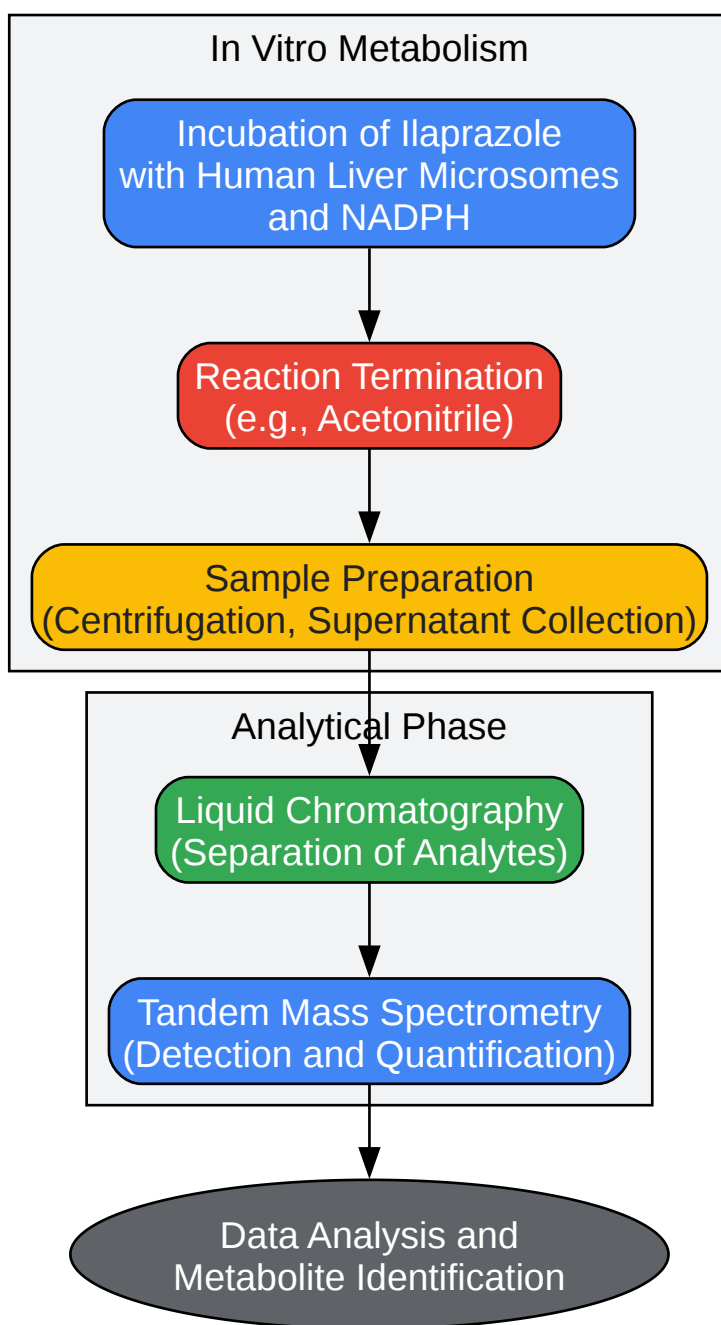 In Vitro Metabolism
Incubation of Ilaprazole
with Human Liver Microsomes
and NADPH
Reaction Termination
(e.g., Acetonitrile)
Sample Preparation
(Centrifugation, Supernatant Collection)
Analytical Phase
Liquid Chromatography
(Separation of Analytes)
Tandem Mass Spectrometry
(Detection and Quantification)
Data Analysis and
Metabolite Identification